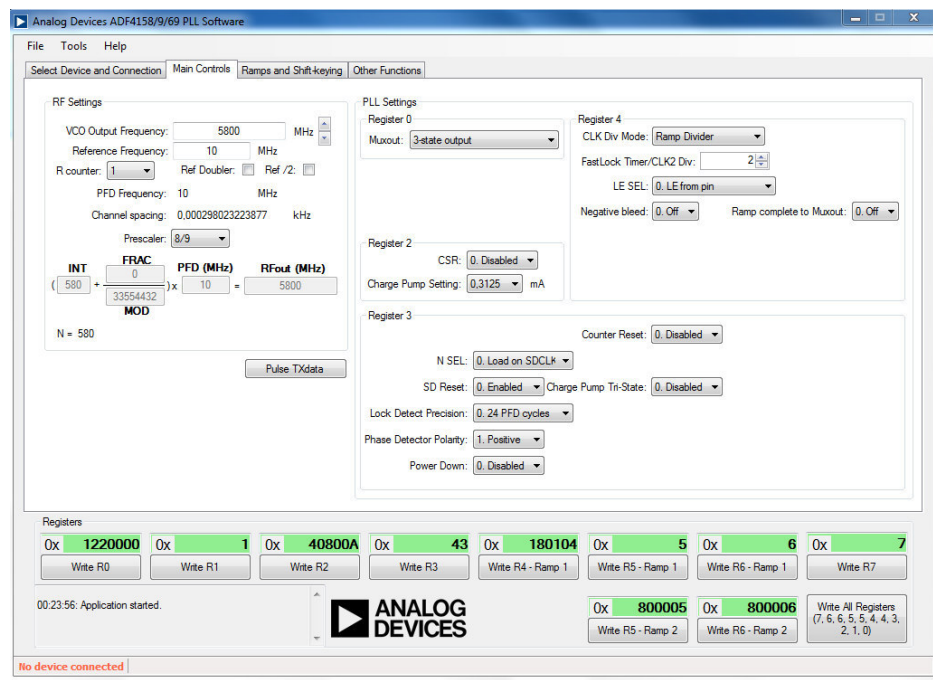 Analog Devices ADF4158/9/69 PLL Software
File Tools Help
Select Device and Connection Main Controls Ramps and Shift-keying Other Functions
RF Settings
VCO Output Frequency: 5800 MHz
Reference Frequency: 10 MHz
R counter: 1 Ref Doubler: Ref /2:
PFD Frequency: 10 MHz
Channel spacing: 0,000298023223877 kHz
Prescaler: 8/9
INT FRAC PFD (MHz) RFout (MHz)
( 580 + 0 / 33554432 ) x 10 = 5800
MOD
N = 580
Pulse TXdata
PLL Settings
Register 0
Muxout: 3-state output
Register 4
CLK Div Mode: Ramp Divider
FastLock Timer/CLK2 Div: 2
LE SEL: 0. LE from pin
Negative bleed: 0. Off Ramp complete to Muxout: 0. Off
Register 2
CSR: 0. Disabled
Charge Pump Setting: 0,3125 mA
Register 3
Counter Reset: 0. Disabled
N SEL: 0. Load on SDCLK
SD Reset: 0. Enabled Charge Pump Tri-State: 0. Disabled
Lock Detect Precision: 0. 24 PFD cycles
Phase Detector Polarity: 1. Positive
Power Down: 0. Disabled
Registers
0x 1220000 0x 1 0x 40800A 0x 43 0x 180104 0x 5 0x 6 0x 7
Write R0 Write R1 Write R2 Write R3 Write R4 - Ramp 1 Write R5 - Ramp 1 Write R6 - Ramp 1 Write R7
00:23:56: Application started.
ANALOG
DEVICES
0x 800005 0x 800006
Write R5 - Ramp 2 Write R6 - Ramp 2
Write All Registers
(7, 6, 6, 5, 5, 4, 4, 3,
2, 1, 0)
No device connected